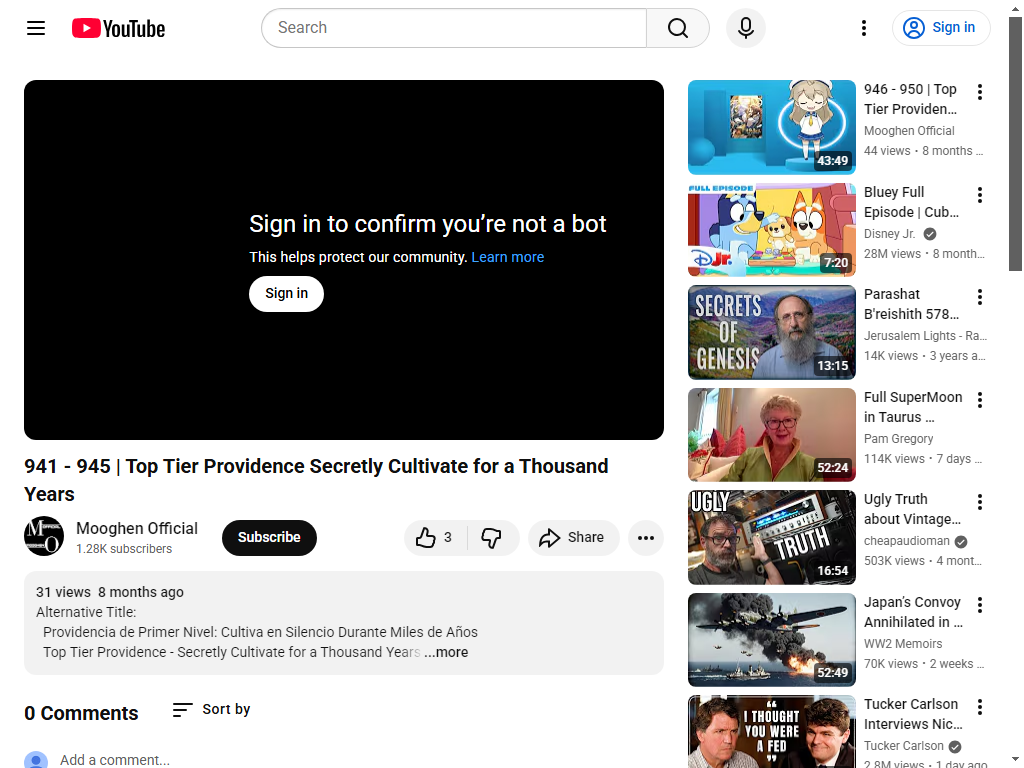 YouTube
Search
Sign in
Sign in to confirm you’re not a bot
This helps protect our community. Learn more
Sign in
941 - 945 | Top Tier Providence Secretly Cultivate for a Thousand
Years
Mooghen Official
1.28K subscribers
Subscribe
3
Share
31 views 8 months ago
Alternative Title:
Providencia de Primer Nivel: Cultiva en Silencio Durante Miles de Años
Top Tier Providence - Secretly Cultivate for a Thousand Years ...more
0 Comments
Sort by
Add a comment...
43:49
946 - 950 | Top
Tier Providen...
Mooghen Official
44 views • 8 months ...
FULL EPISODE
Disney Jr.
7:20
Bluey Full
Episode | Cub...
Disney Jr.
28M views • 8 month...
SECRETS
OF
GENESIS
13:15
Parashat
B'reishith 578...
Jerusalem Lights - Ra...
14K views • 3 years a...
52:24
Full SuperMoon
in Taurus ...
Pam Gregory
114K views • 7 days ...
UGLY
TRUTH
16:54
Ugly Truth
about Vintage...
cheapaudioman
503K views • 4 mont...
52:49
Japan's Convoy
Annihilated in ...
WW2 Memoirs
70K views • 2 weeks ...
“
I THOUGHT
YOU WERE
A FED
”
Tucker Carlson
Interviews Nic...
Tucker Carlson
2.8M views • 1 day ago